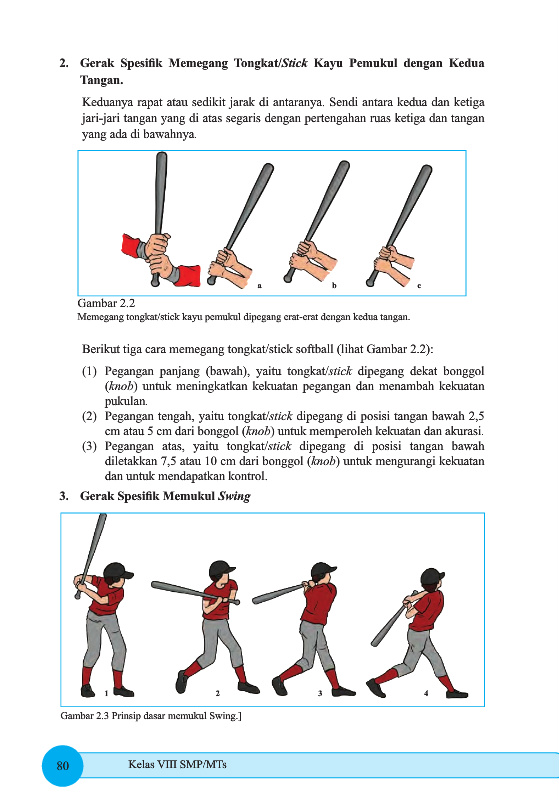 2. Gerak Spesifik Memegang Tongkat/Stick Kayu Pemukul dengan Kedua
Tangan.
Keduanya rapat atau sedikit jarak di antaranya. Sendi antara kedua dan ketiga
jari-jari tangan yang di atas segaris dengan pertengahan ruas ketiga dan tangan
yang ada di bawahnya.
a b c
Gambar 2.2
Memegang tongkat/stick kayu pemukul dipegang erat-erat dengan kedua tangan.
Berikut tiga cara memegang tongkat/stick softball (lihat Gambar 2.2):
(1) Pegangan panjang (bawah), yaitu tongkat/stick dipegang dekat bonggol
(knob) untuk meningkatkan kekuatan pegangan dan menambah kekuatan
pukulan.
(2) Pegangan tengah, yaitu tongkat/stick dipegang di posisi tangan bawah 2,5
cm atau 5 cm dari bonggol (knob) untuk memperoleh kekuatan dan akurasi.
(3) Pegangan atas, yaitu tongkat/stick dipegang di posisi tangan bawah
diletakkan 7,5 atau 10 cm dari bonggol (knob) untuk mengurangi kekuatan
dan untuk mendapatkan kontrol.
3. Gerak Spesifik Memukul Swing
1 2 3 4
Gambar 2.3 Prinsip dasar memukul Swing.]
80 Kelas VIII SMP/MTs